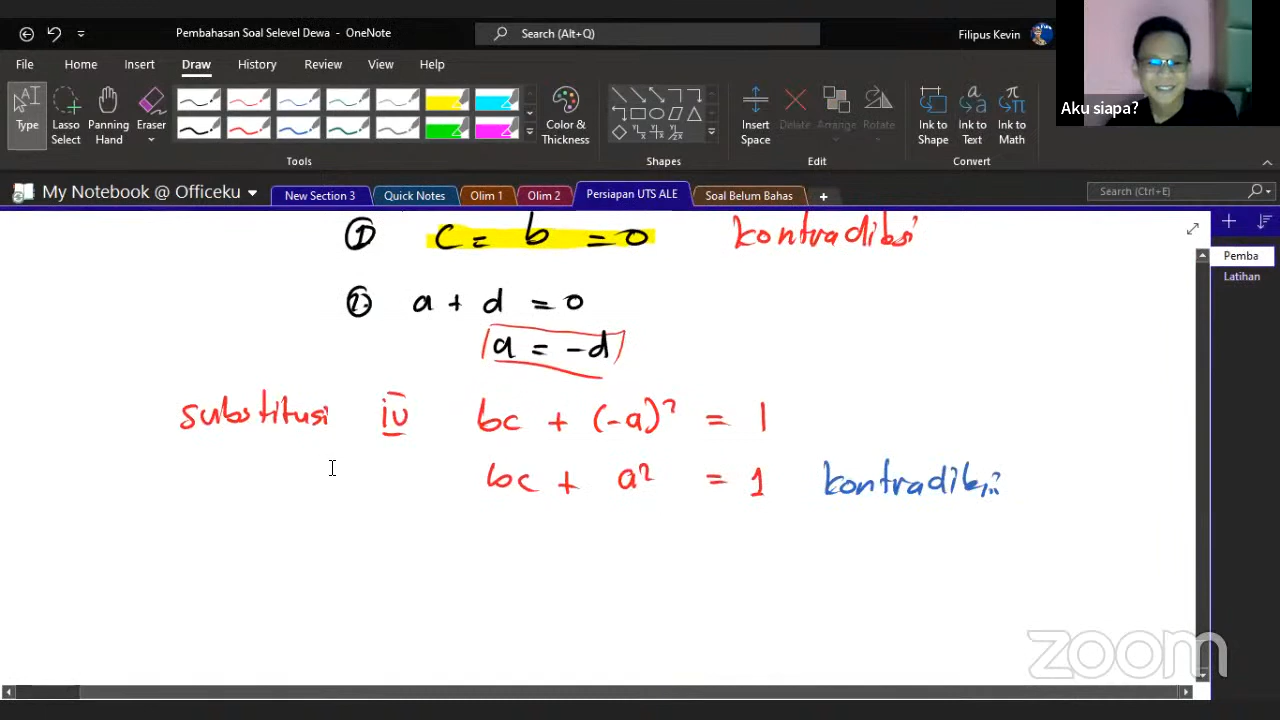 Pembahasan Soal Selevel Dewa - OneNote
Search (Alt+Q)
Filipus Kevin
File Home Insert Draw History Review View Help
Aku siapa?
Type
Lasso Select
Panning Hand
Eraser
Color & Thickness
Insert Space
Delete
Arrange
Rotate
Ink to Shape
Ink to Text
Ink to Math
Tools
Shapes
Edit
Convert
My Notebook @ Officeku
New Section 3
Quick Notes
Olim 1
Olim 2
Persiapan UTS ALE
Soal Belum Bahas
Search (Ctrl+E)
① c = b = 0 kontradiksi
② a + d = 0
a = -d
substitusi iv bc + (-a)² = 1
bc + a² = 1 kontradiksi
Pemba
Latihan
zoom